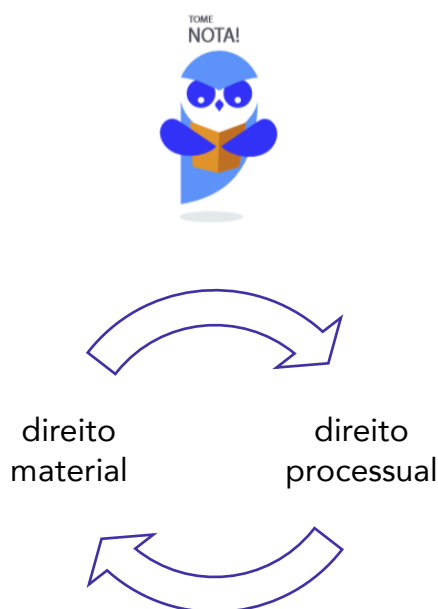 TOME
NOTA!
direito
material
direito
processual